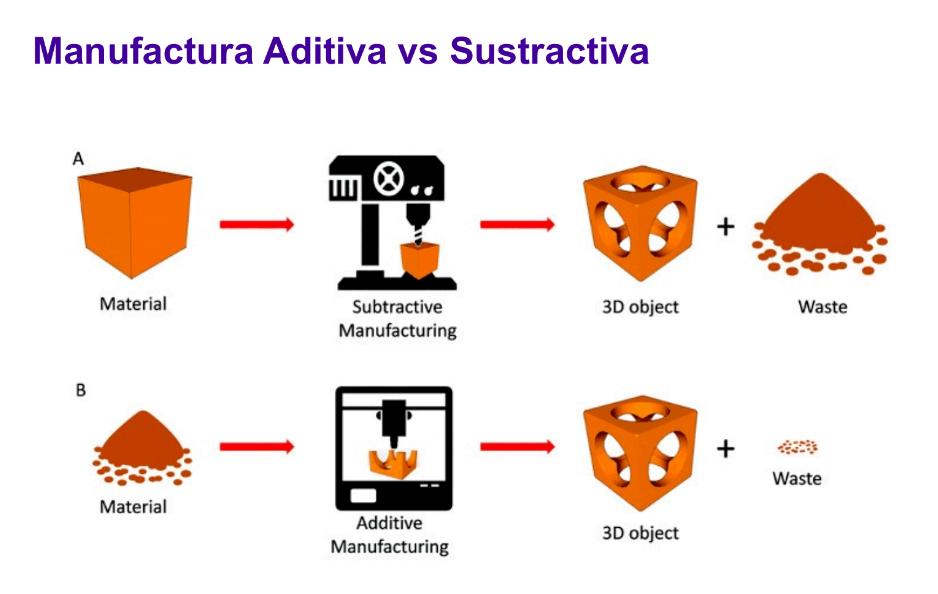 Manufactura Aditiva vs Sustractiva
A
Material
Subtractive
Manufacturing
3D object
+
Waste
B
Material
Additive
Manufacturing
3D object
+
Waste